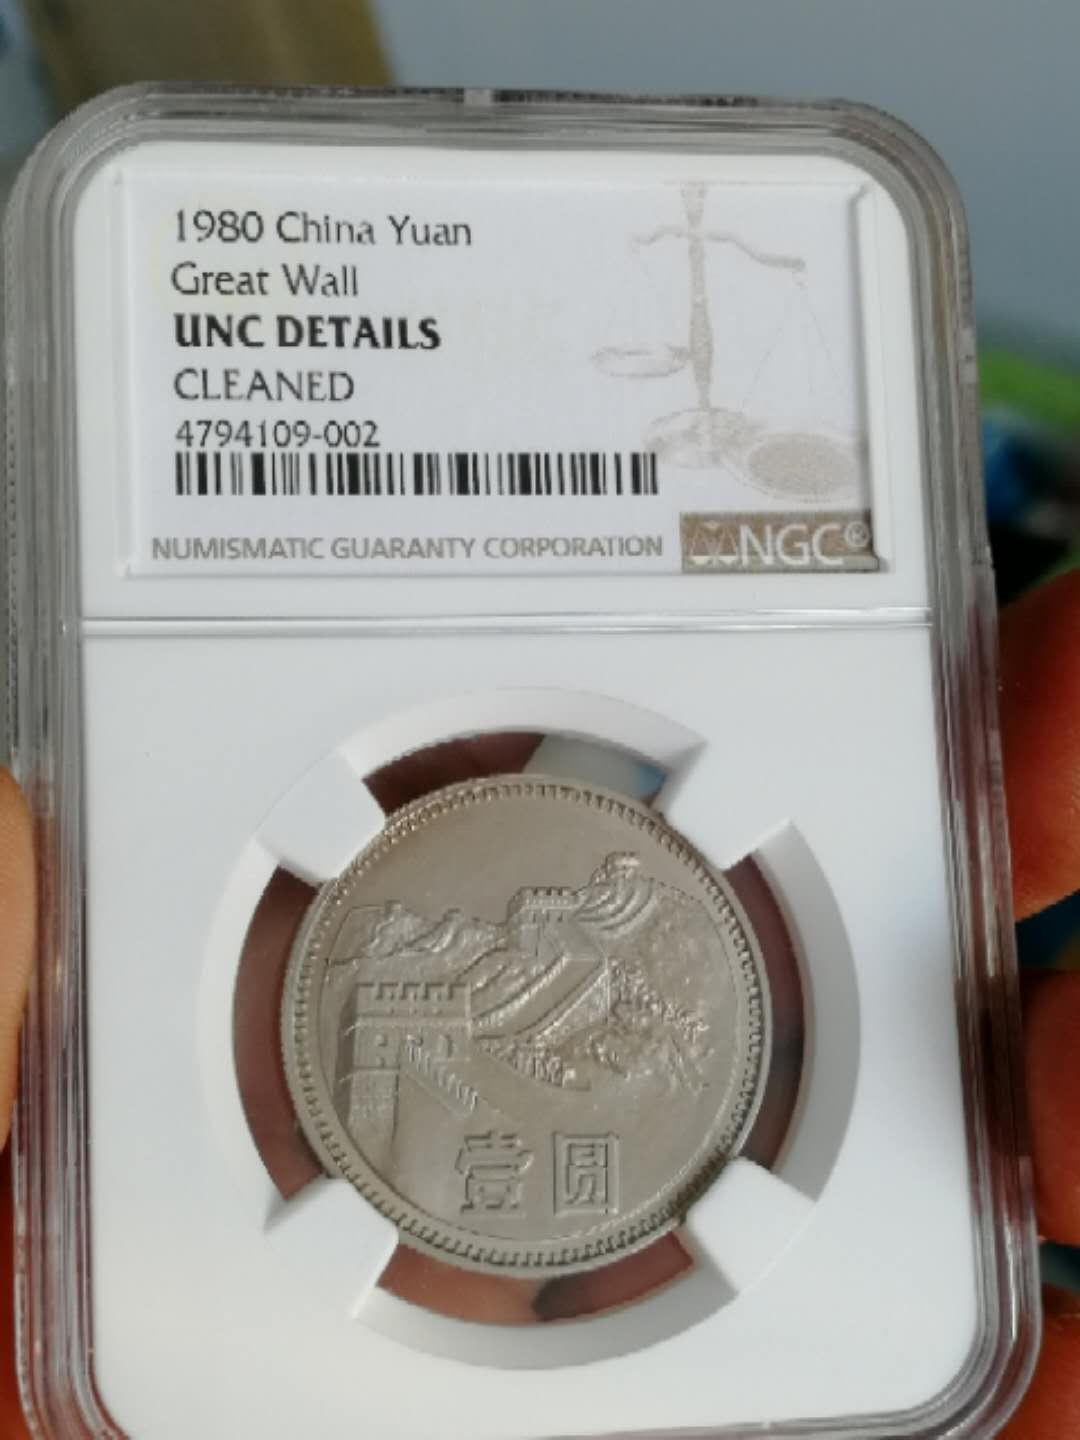 1980 China Yuan
Great Wall
UNC DETAILS
CLEANED
4794109-002
NUMISMATIC GUARANTY CORPORATION
NGC®
壹圆